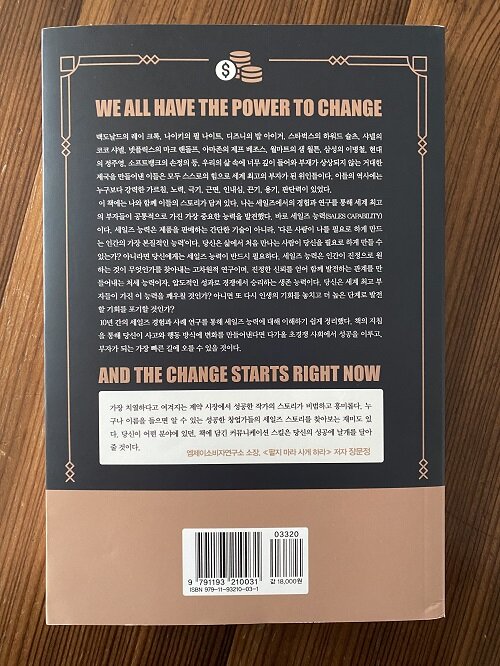 $
WE ALL HAVE THE POWER TO CHANGE
맥도날드의 레이 크록, 나이키의 필 나이트, 디즈니의 밥 아이거, 스타벅스의 하워드 슐츠, 샤넬의
코코 샤넬, 넷플릭스의 마크 랜돌프, 아마존의 제프 베조스, 월마트의 샘 월튼, 삼성의 이병철, 현대
의 정주영, 소프트뱅크의 손정의 등, 우리의 삶 속에 너무 깊이 들어와 부재가 상상되지 않는 거대한
제국을 만들어낸 이들은 모두 스스로의 힘으로 세계 최고의 부자가 된 위인들이다. 이들의 역사에는
누구보다 강력한 가르침, 노력, 극기, 근면, 인내심, 끈기, 용기, 판단력이 있었다.
이 책에는 나와 함께 이들의 스토리가 담겨 있다. 나는 세일즈에서의 경험과 연구를 통해 세계 최고
의 부자들이 공통적으로 가진 가장 중요한 능력을 발견했다. 바로 세일즈 능력(SALES CAPABILITY)
이다. 세일즈 능력은 제품을 판매하는 간단한 기술이 아니라, '다른 사람이 나를 필요로 하게 만드
는 인간의 가장 본질적인 능력'이다. 당신은 삶에서 처음 만나는 사람이 당신을 필요로 하게 만들 수
있는가? 아니라면 당신에게는 세일즈 능력이 반드시 필요하다. 세일즈 능력은 인간이 진정으로 원
하는 것이 무엇인가를 찾아내는 고차원적 연구이며, 진정한 신뢰를 얻어 함께 발전하는 관계를 만
들어내는 처세 능력이자, 압도적인 성과로 경쟁에서 승리하는 생존 능력이다. 당신은 세계 최고 부
자들이 가진 이 능력을 깨우칠 것인가? 아니면 또 다시 인생의 기회를 놓치고 더 높은 단계로 발전
할 기회를 포기할 것인가?
10년 간의 세일즈 경험과 사례 연구를 통해 세일즈 능력에 대해 이해하기 쉽게 정리했다. 책의 지침
을 통해 당신이 사고와 행동 방식에 변화를 만들어낸다면 다가올 초경쟁 사회에서 성공을 이루고,
부자가 되는 가장 빠른 길에 오를 수 있을 것이다.
AND THE CHANGE STARTS RIGHT NOW
가장 치열하다고 여겨지는 제약 시장에서 성공한 작가의 스토리가 비범하고 흥미롭다. 누
구나 이름을 들으면 알 수 있는 성공한 창업가들의 세일즈 스토리를 찾아보는 재미도 있
다. 당신이 어떤 분야에 있던, 책에 담긴 커뮤니케이션 스킬은 당신의 성공에 날개를 달아
줄 것이다.
엠제이소비자연구소 소장, <팔지 마라 사게 하라> 저자 장문정
03320
9 791193 210031
값 18,000원
ISBN 979-11-93210-03-1